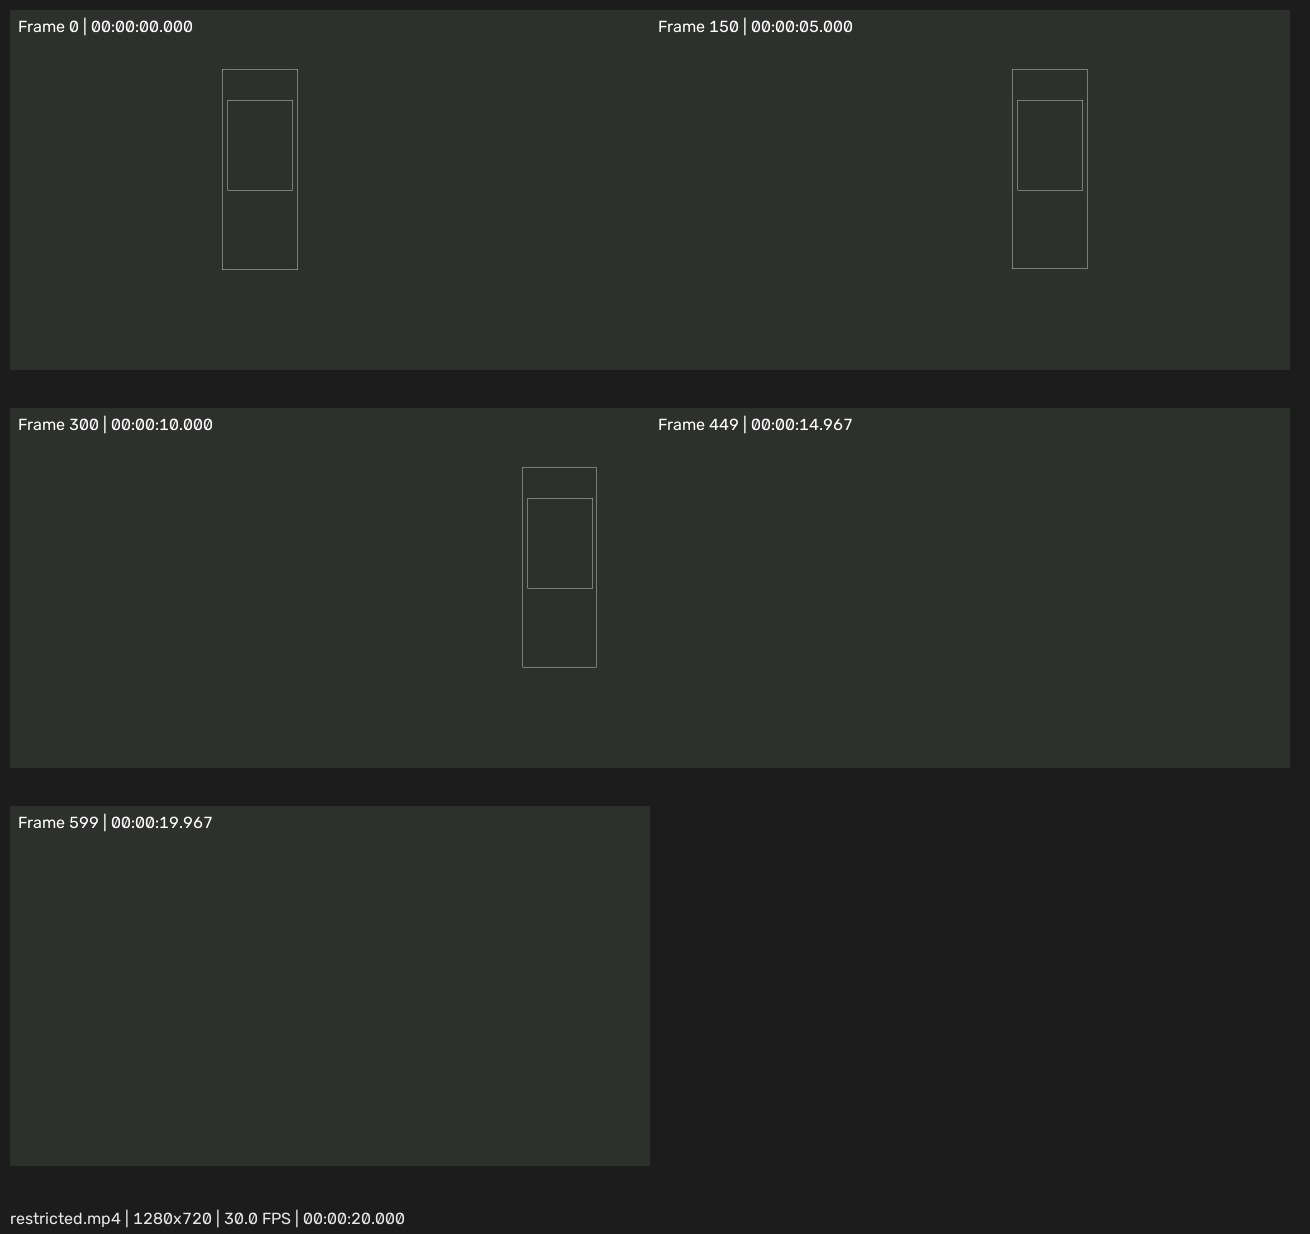 Frame 0 | 00:00:00.000
Frame 150 | 00:00:05.000
Frame 300 | 00:00:10.000
Frame 449 | 00:00:14.967
Frame 599 | 00:00:19.967
restricted.mp4 | 1280x720 | 30.0 FPS | 00:00:20.000